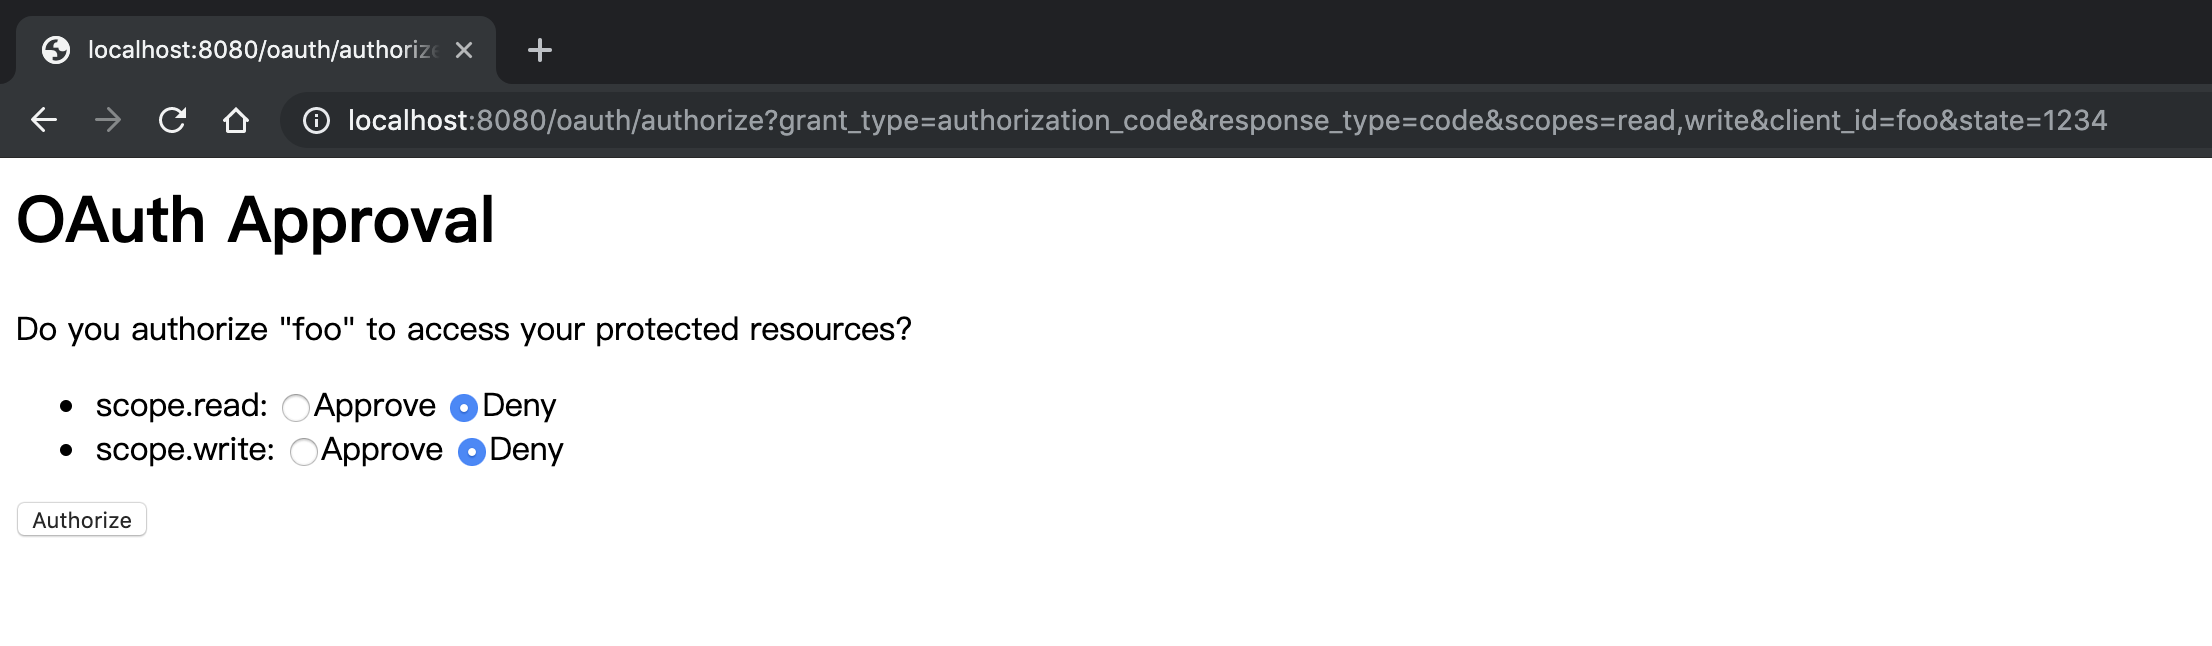 localhost:8080/oauth/authorize
localhost:8080/oauth/authorize?grant_type=authorization_code&response_type=code&scopes=read,write&client_id=foo&state=1234
OAuth Approval
Do you authorize "foo" to access your protected resources?
scope.read: Approve Deny
scope.write: Approve Deny
Authorize